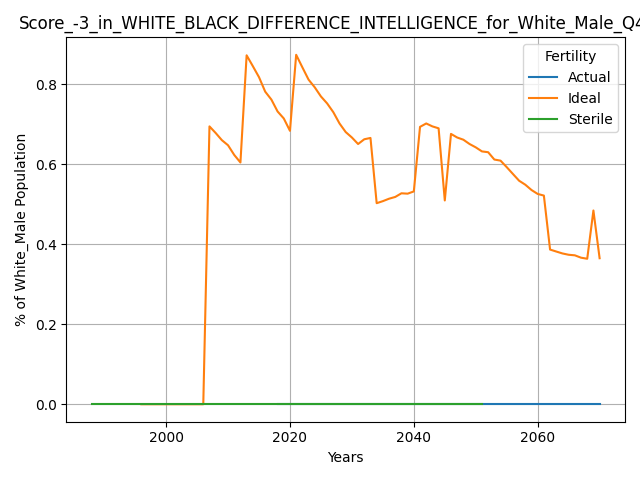 Score_-3_in_WHITE_BLACK_DIFFERENCE_INTELLIGENCE_for_White_Male_Q4
Fertility
Actual
Ideal
Sterile
% of White_Male Population
0.8
0.6
0.4
0.2
0.0
2000 2020 2040 2060
Years